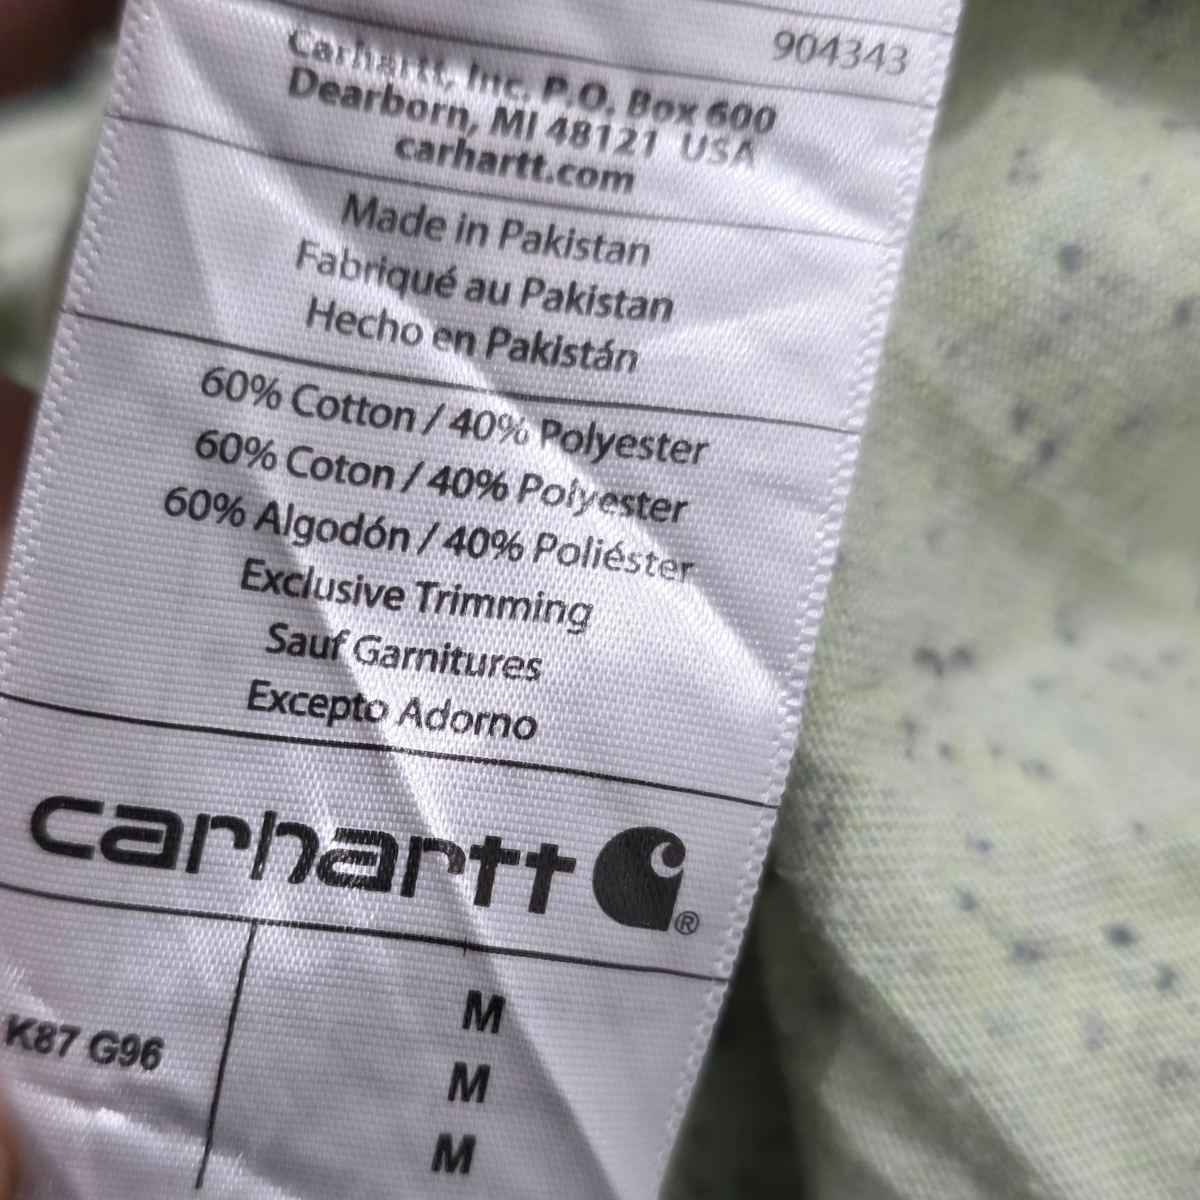 904343
Carhartt, Inc. P.O. Box 600
Dearborn, MI 48121 USA
carhartt.com
Made in Pakistan
Fabriqué au Pakistan
Hecho en Pakistán
60% Cotton / 40% Polyester
60% Coton / 40% Polyester
60% Algodón / 40% Poliéster
Exclusive Trimming
Sauf Garnitures
Excepto Adorno
carhartt ®
K87 G96
M
M
M